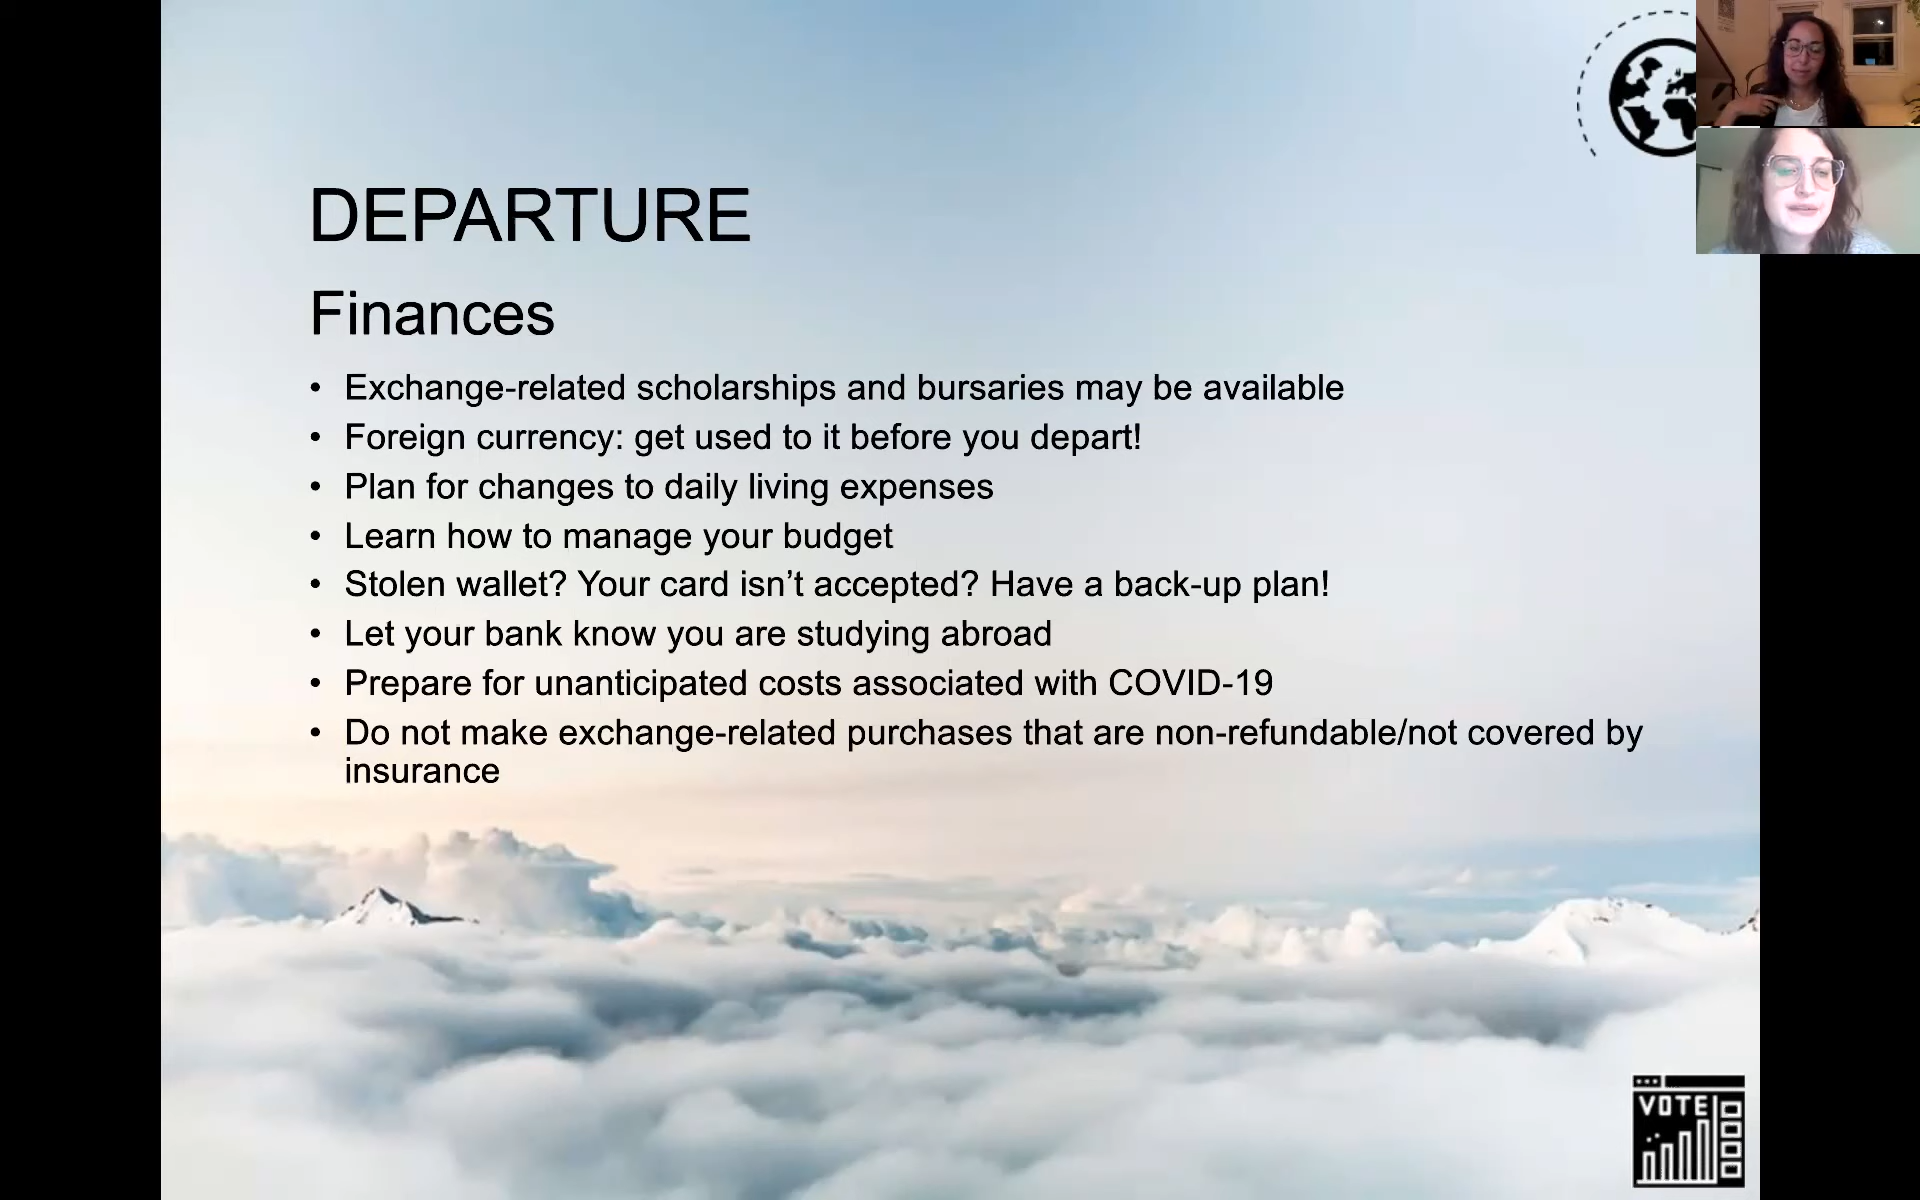 DEPARTURE
Finances
• Exchange-related scholarships and bursaries may be available
• Foreign currency: get used to it before you depart!
• Plan for changes to daily living expenses
• Learn how to manage your budget
• Stolen wallet? Your card isn’t accepted? Have a back-up plan!
• Let your bank know you are studying abroad
• Prepare for unanticipated costs associated with COVID-19
• Do not make exchange-related purchases that are non-refundable/not covered by
insurance
VOTE